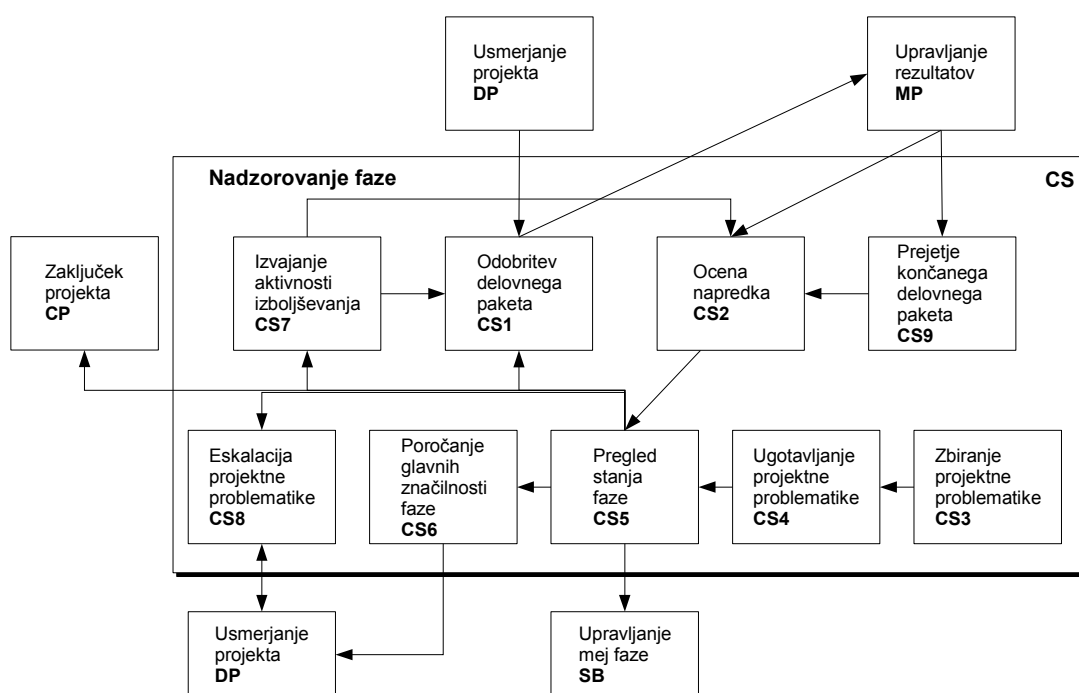 Usmerjanje
projekta
DP
Upravljanje
rezultatov
MP
Nadzorovanje faze
CS
Zaključek
projekta
CP
Izvajanje
aktivnosti
izboljševanja
CS7
Odobritev
delovnega
paketa
CS1
Ocena
napredka
CS2
Prejetje
končanega
delovnega
paketa
CS9
Eskalacija
projektne
problematike
CS8
Poročanje
glavnih
značilnosti
faze
CS6
Pregled
stanja
faze
CS5
Ugotavljanje
projektne
problematike
CS4
Zbiranje
projektne
problematike
CS3
Usmerjanje
projekta
DP
Upravljanje
mej faze
SB